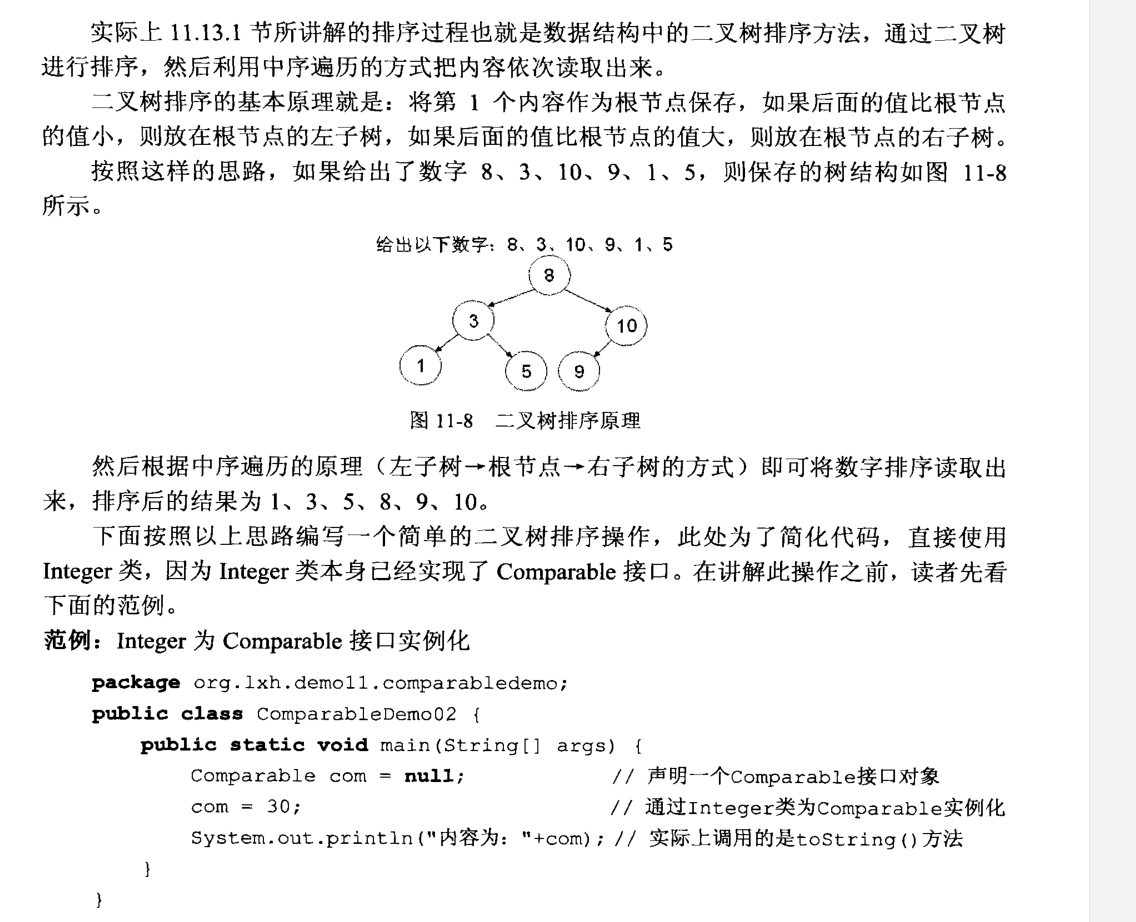 实际上 11.13.1 节所讲解的排序过程也就是数据结构中的二叉树排序方法，通过二叉树
进行排序，然后利用中序遍历的方式把内容依次读取出来。
二叉树排序的基本原理就是：将第 1 个内容作为根节点保存，如果后面的值比根节点
的值小，则放在根节点的左子树，如果后面的值比根节点的值大，则放在根节点的右子树。
按照这样的思路，如果给出了数字 8、3、10、9、1、5，则保存的树结构如图 11-8
所示。
给出以下数字：8、3、10、9、1、5
8
3
10
1
5
9
图 11-8 二叉树排序原理
然后根据中序遍历的原理（左子树→根节点→右子树的方式）即可将数字排序读取出
来，排序后的结果为 1、3、5、8、9、10。
下面按照以上思路编写一个简单的二叉树排序操作，此处为了简化代码，直接使用
Integer 类，因为 Integer 类本身已经实现了 Comparable 接口。在讲解此操作之前，读者先看
下面的范例。
范例：Integer 为 Comparable 接口实例化
package org.lxh.demo11.comparabledemo;
public class ComparableDemo02 {
public static void main(String[] args) {
Comparable com = null; // 声明一个Comparable接口对象
com = 30; // 通过Integer类为Comparable实例化
System.out.println("内容为："+com); // 实际上调用的是toString()方法
}
}